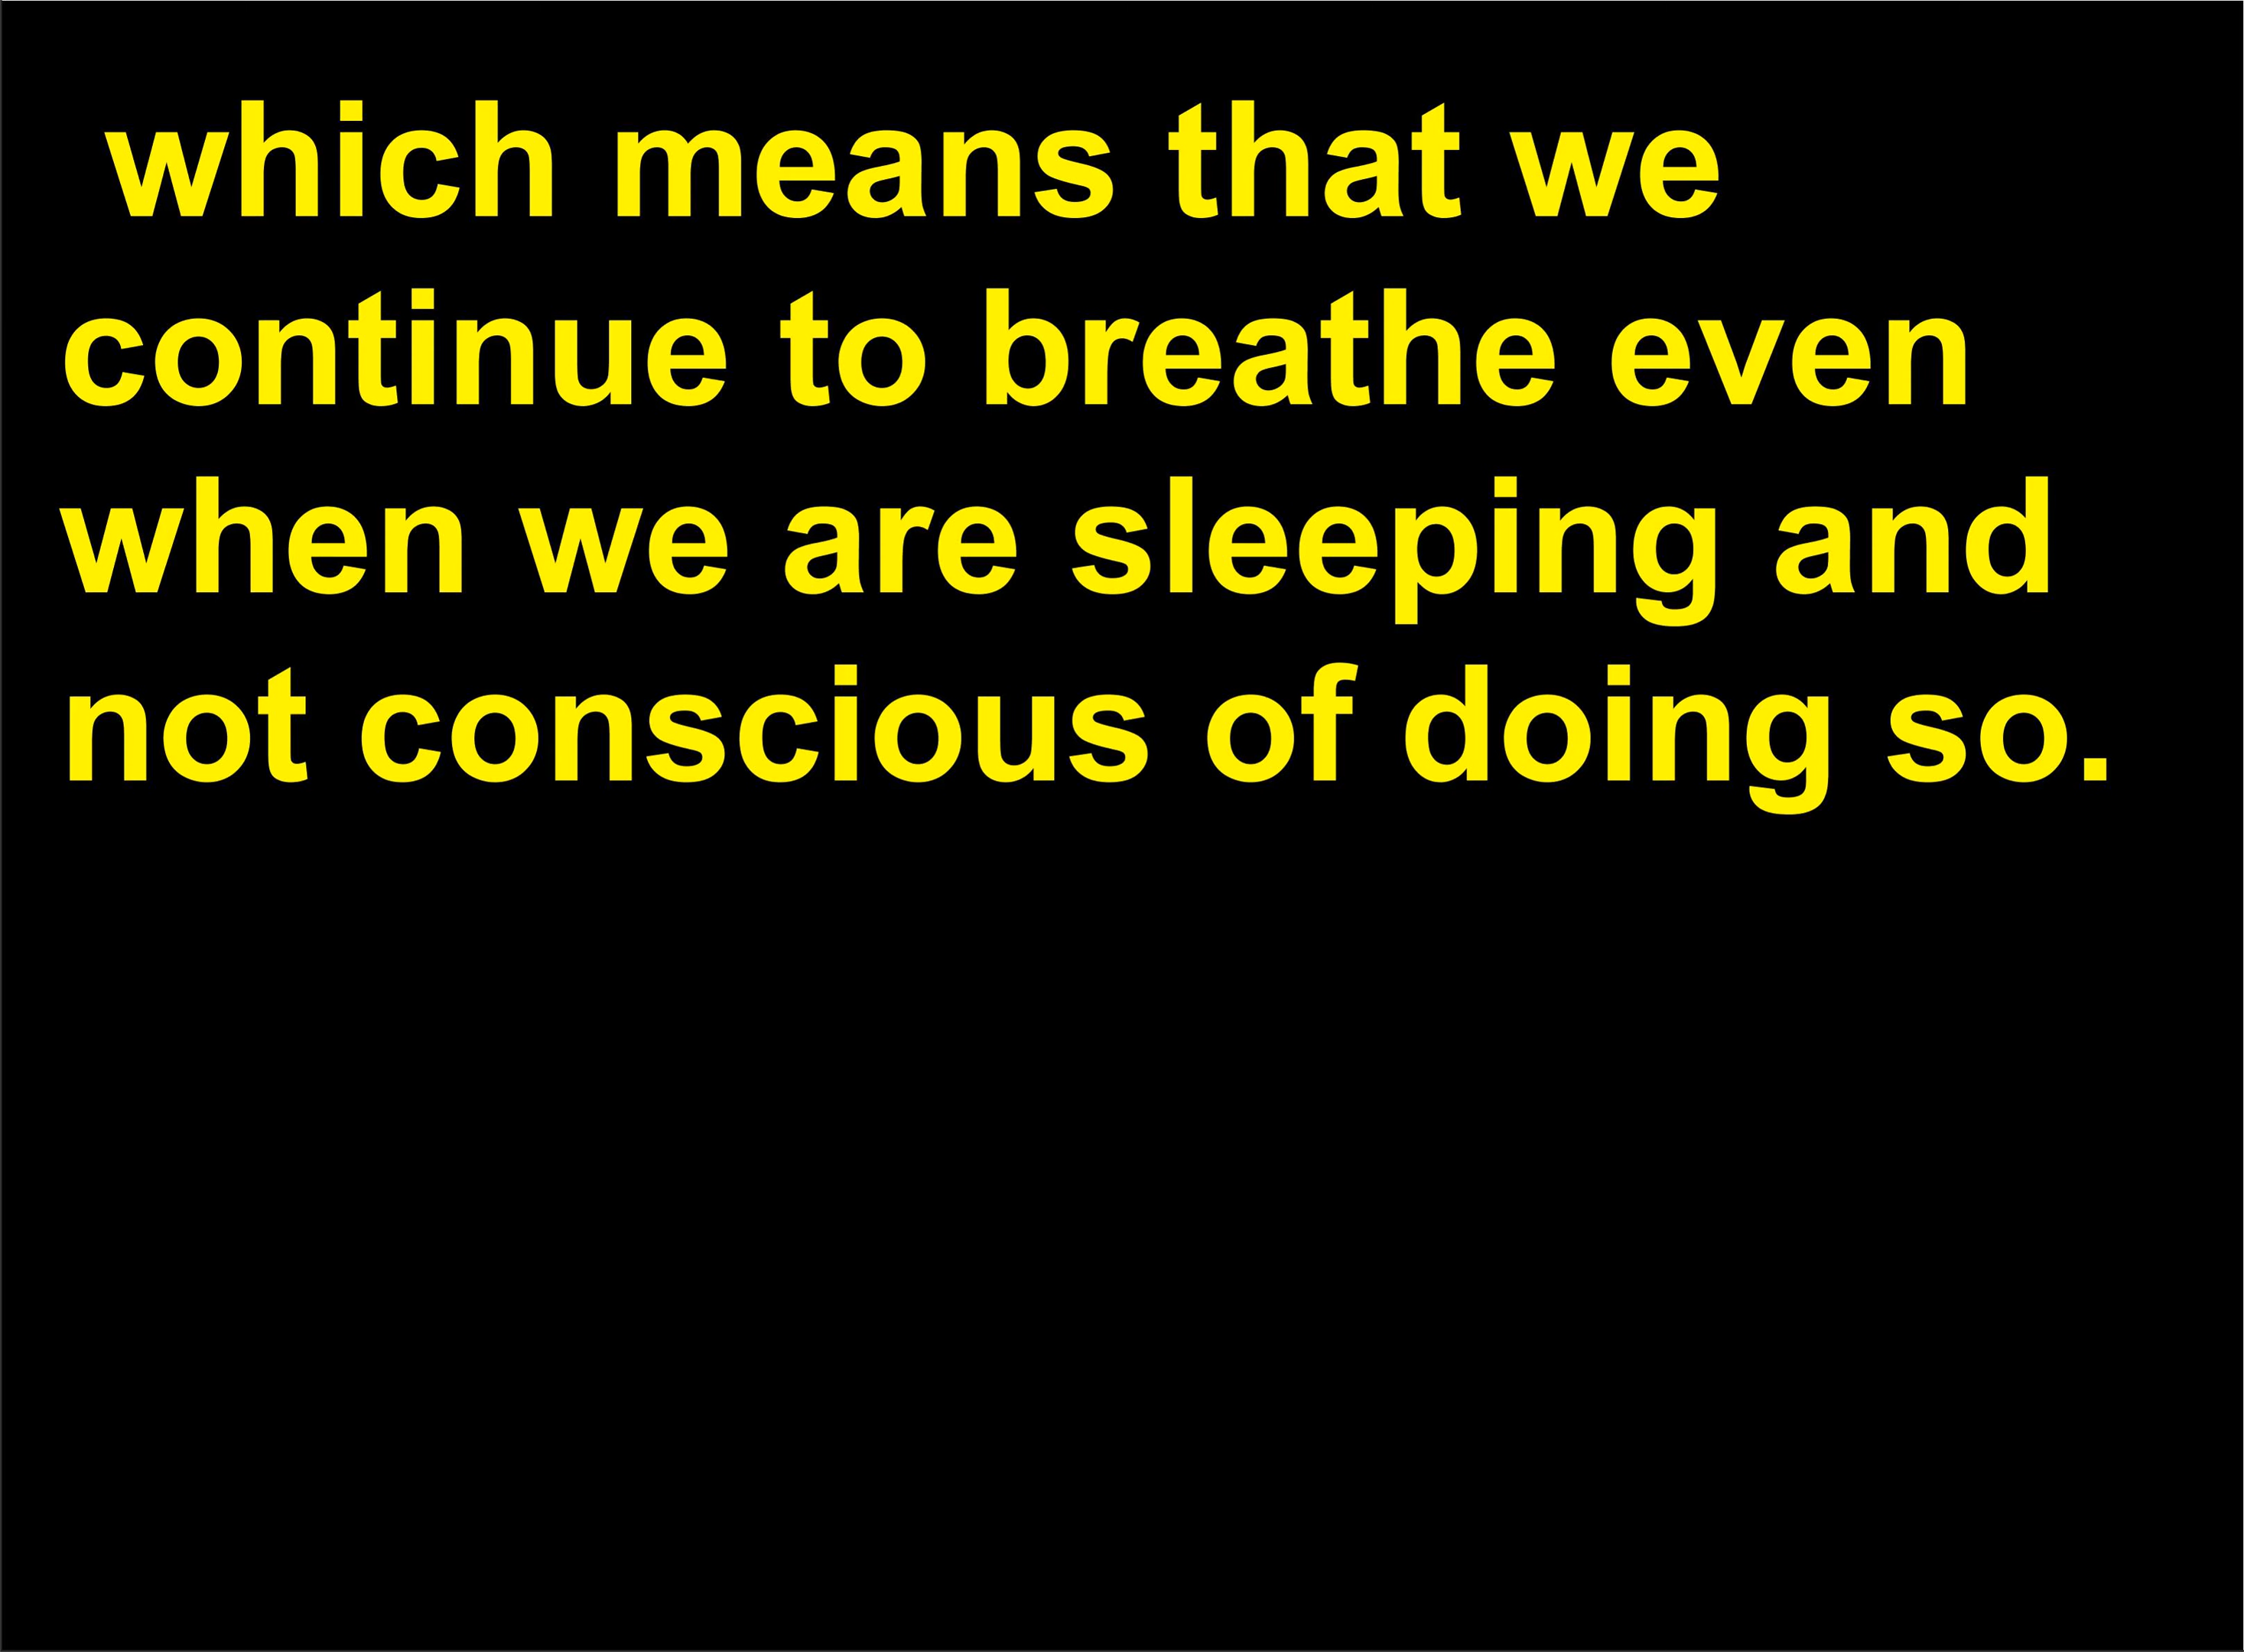 which means that we
continue to breathe even
when we are sleeping and
not conscious of doing so.